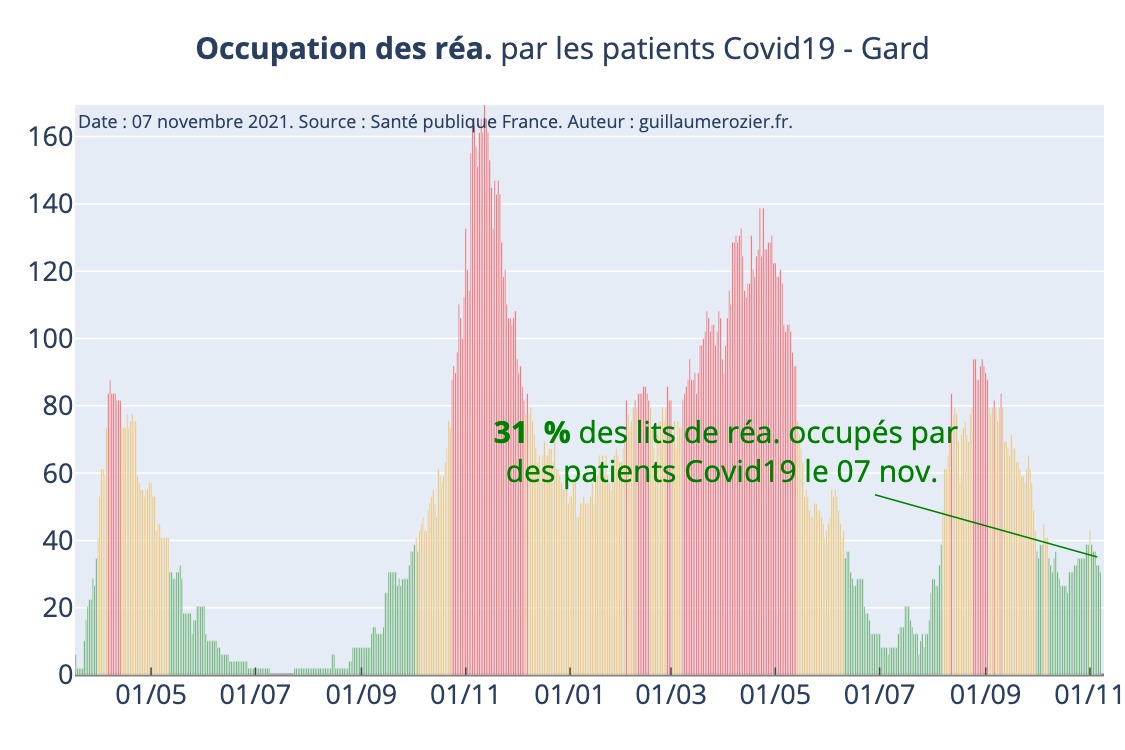 Occupation des réa. par les patients Covid19 - Gard
Date : 07 novembre 2021. Source : Santé publique France. Auteur : guillaumerozier.fr.
160
140
120
100
80
60
40
20
0
31 % des lits de réa. occupés par
des patients Covid19 le 07 nov.
01/05 01/07 01/09 01/11 01/01 01/03 01/05 01/07 01/09 01/11